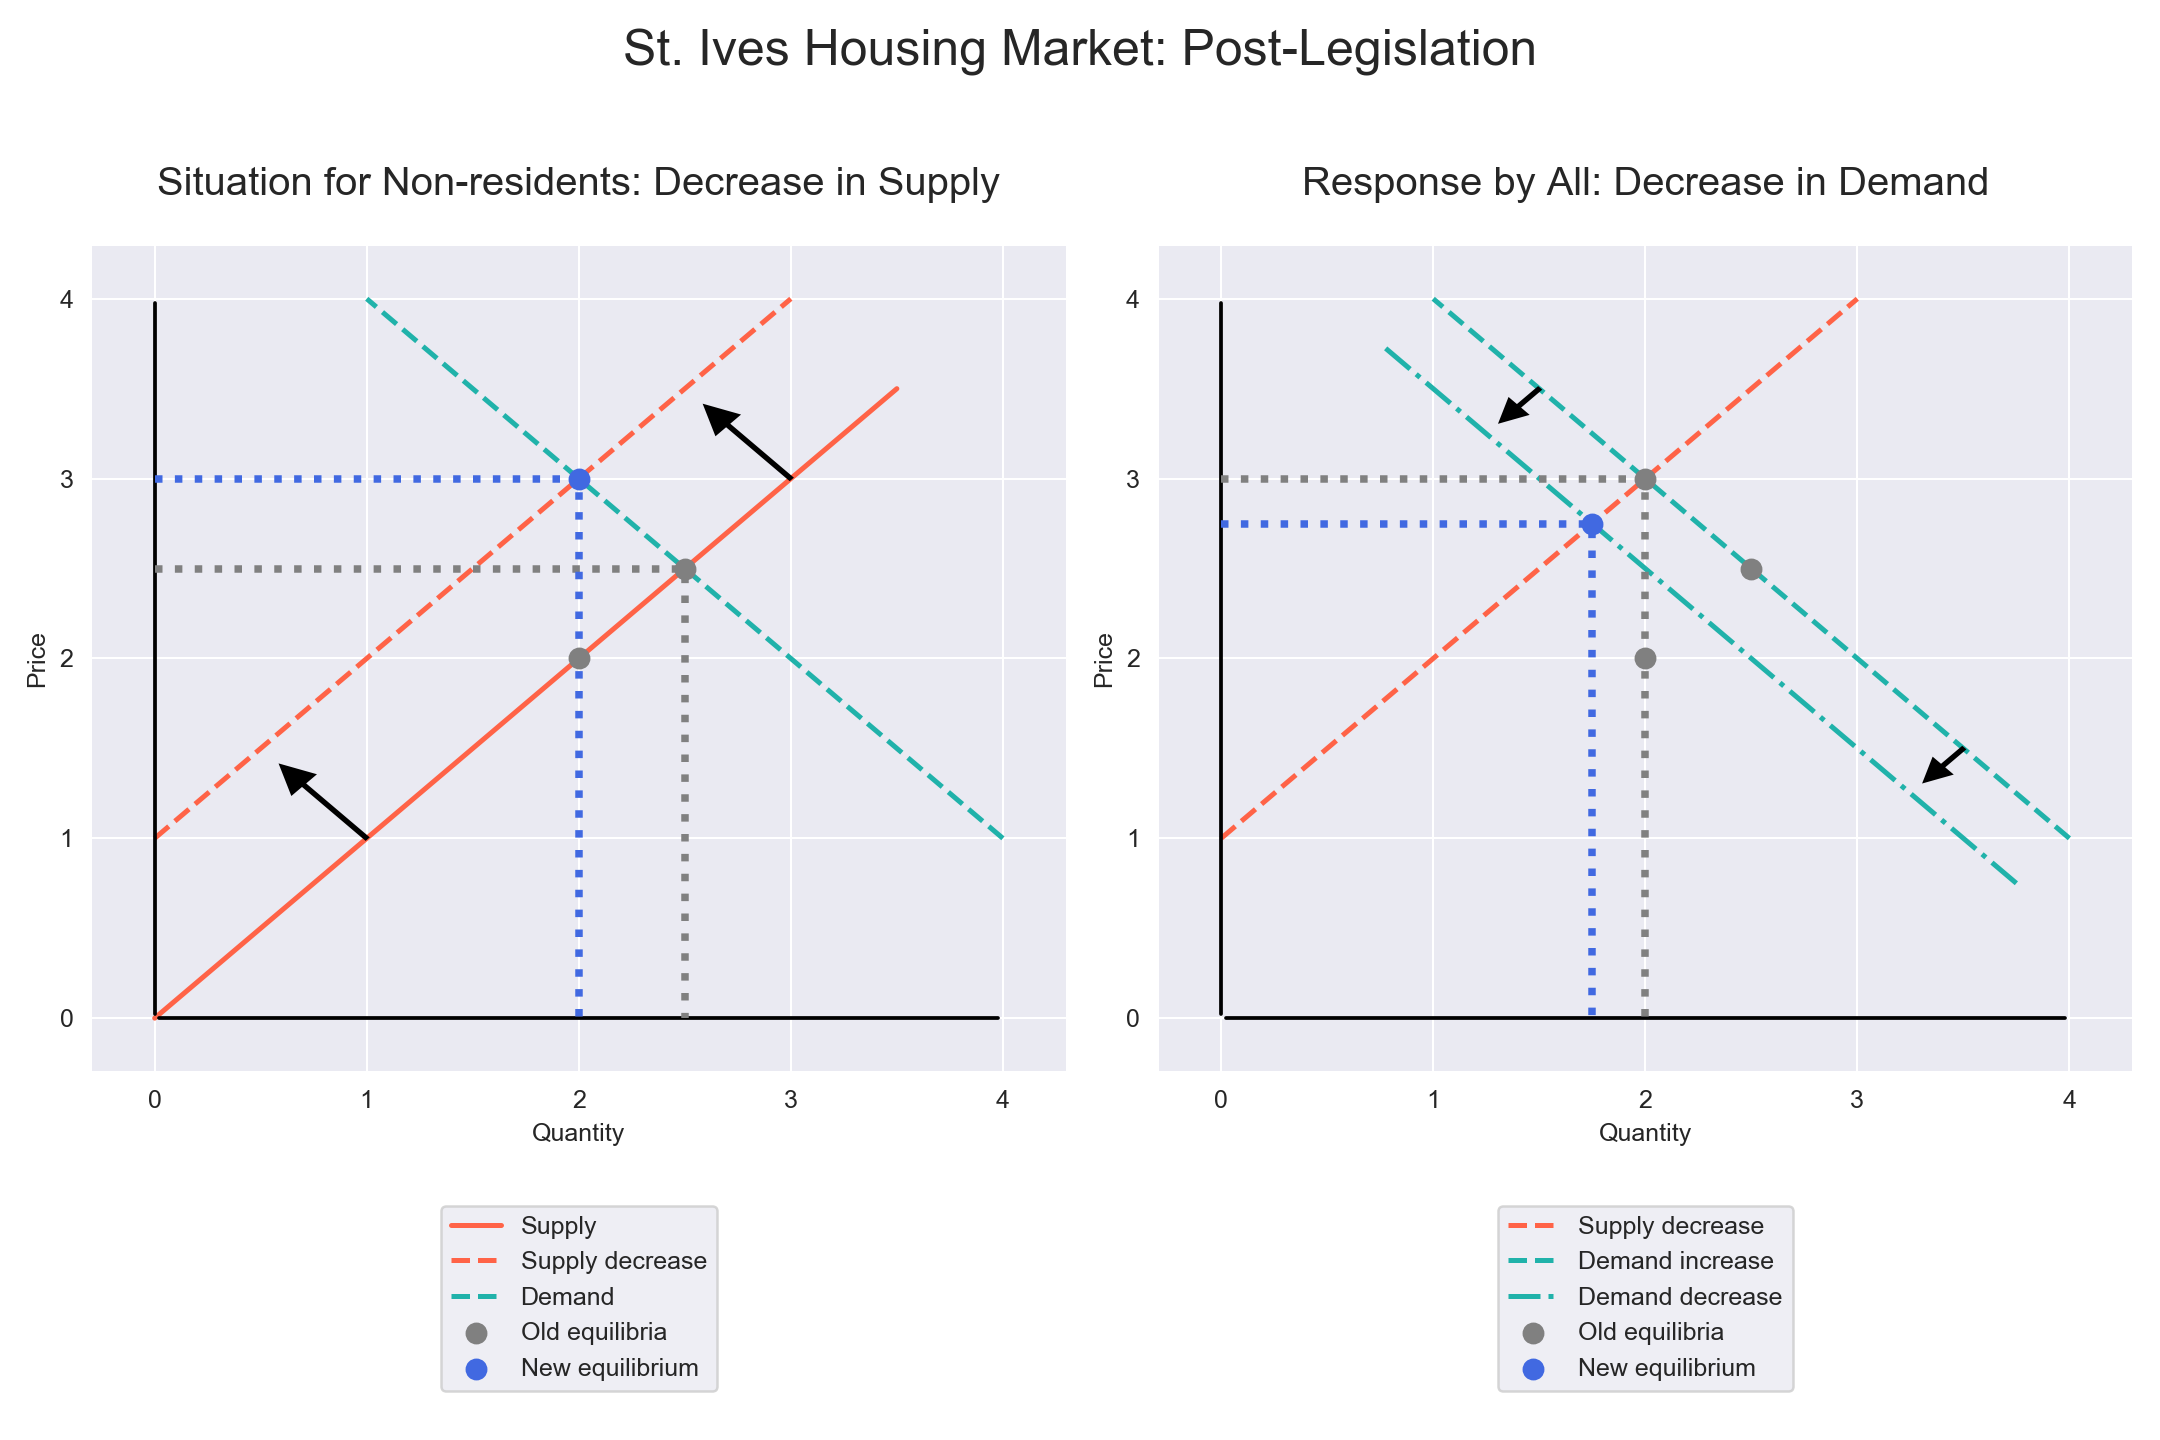 St. Ives Housing Market: Post-Legislation
Situation for Non-residents: Decrease in Supply
4
3
2
1
0
Price
0 1 2 3 4
Quantity
Supply
Supply decrease
Demand
Old equilibria
New equilibrium
Response by All: Decrease in Demand
4
3
2
1
0
Price
0 1 2 3 4
Quantity
Supply decrease
Demand increase
Demand decrease
Old equilibria
New equilibrium